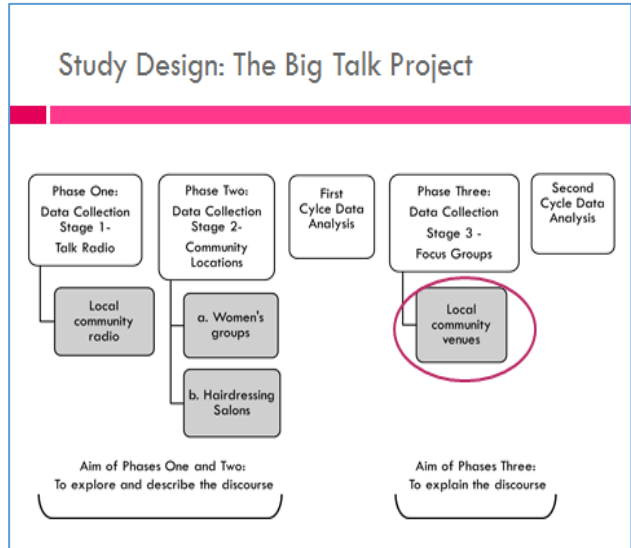 Study Design: The Big Talk Project
Phase One:
Data Collection
Stage 1-
Talk Radio
Local
community
radio
Phase Two:
Data Collection
Stage 2-
Community
Locations
a. Women's
groups
b. Hairdressing
Salons
First
Cylce Data
Analysis
Phase Three:
Data Collection
Stage 3 -
Focus Groups
Local
community
venues
Second
Cycle Data
Analysis
Aim of Phases One and Two:
To explore and describe the discourse
Aim of Phases Three:
To explain the discourse